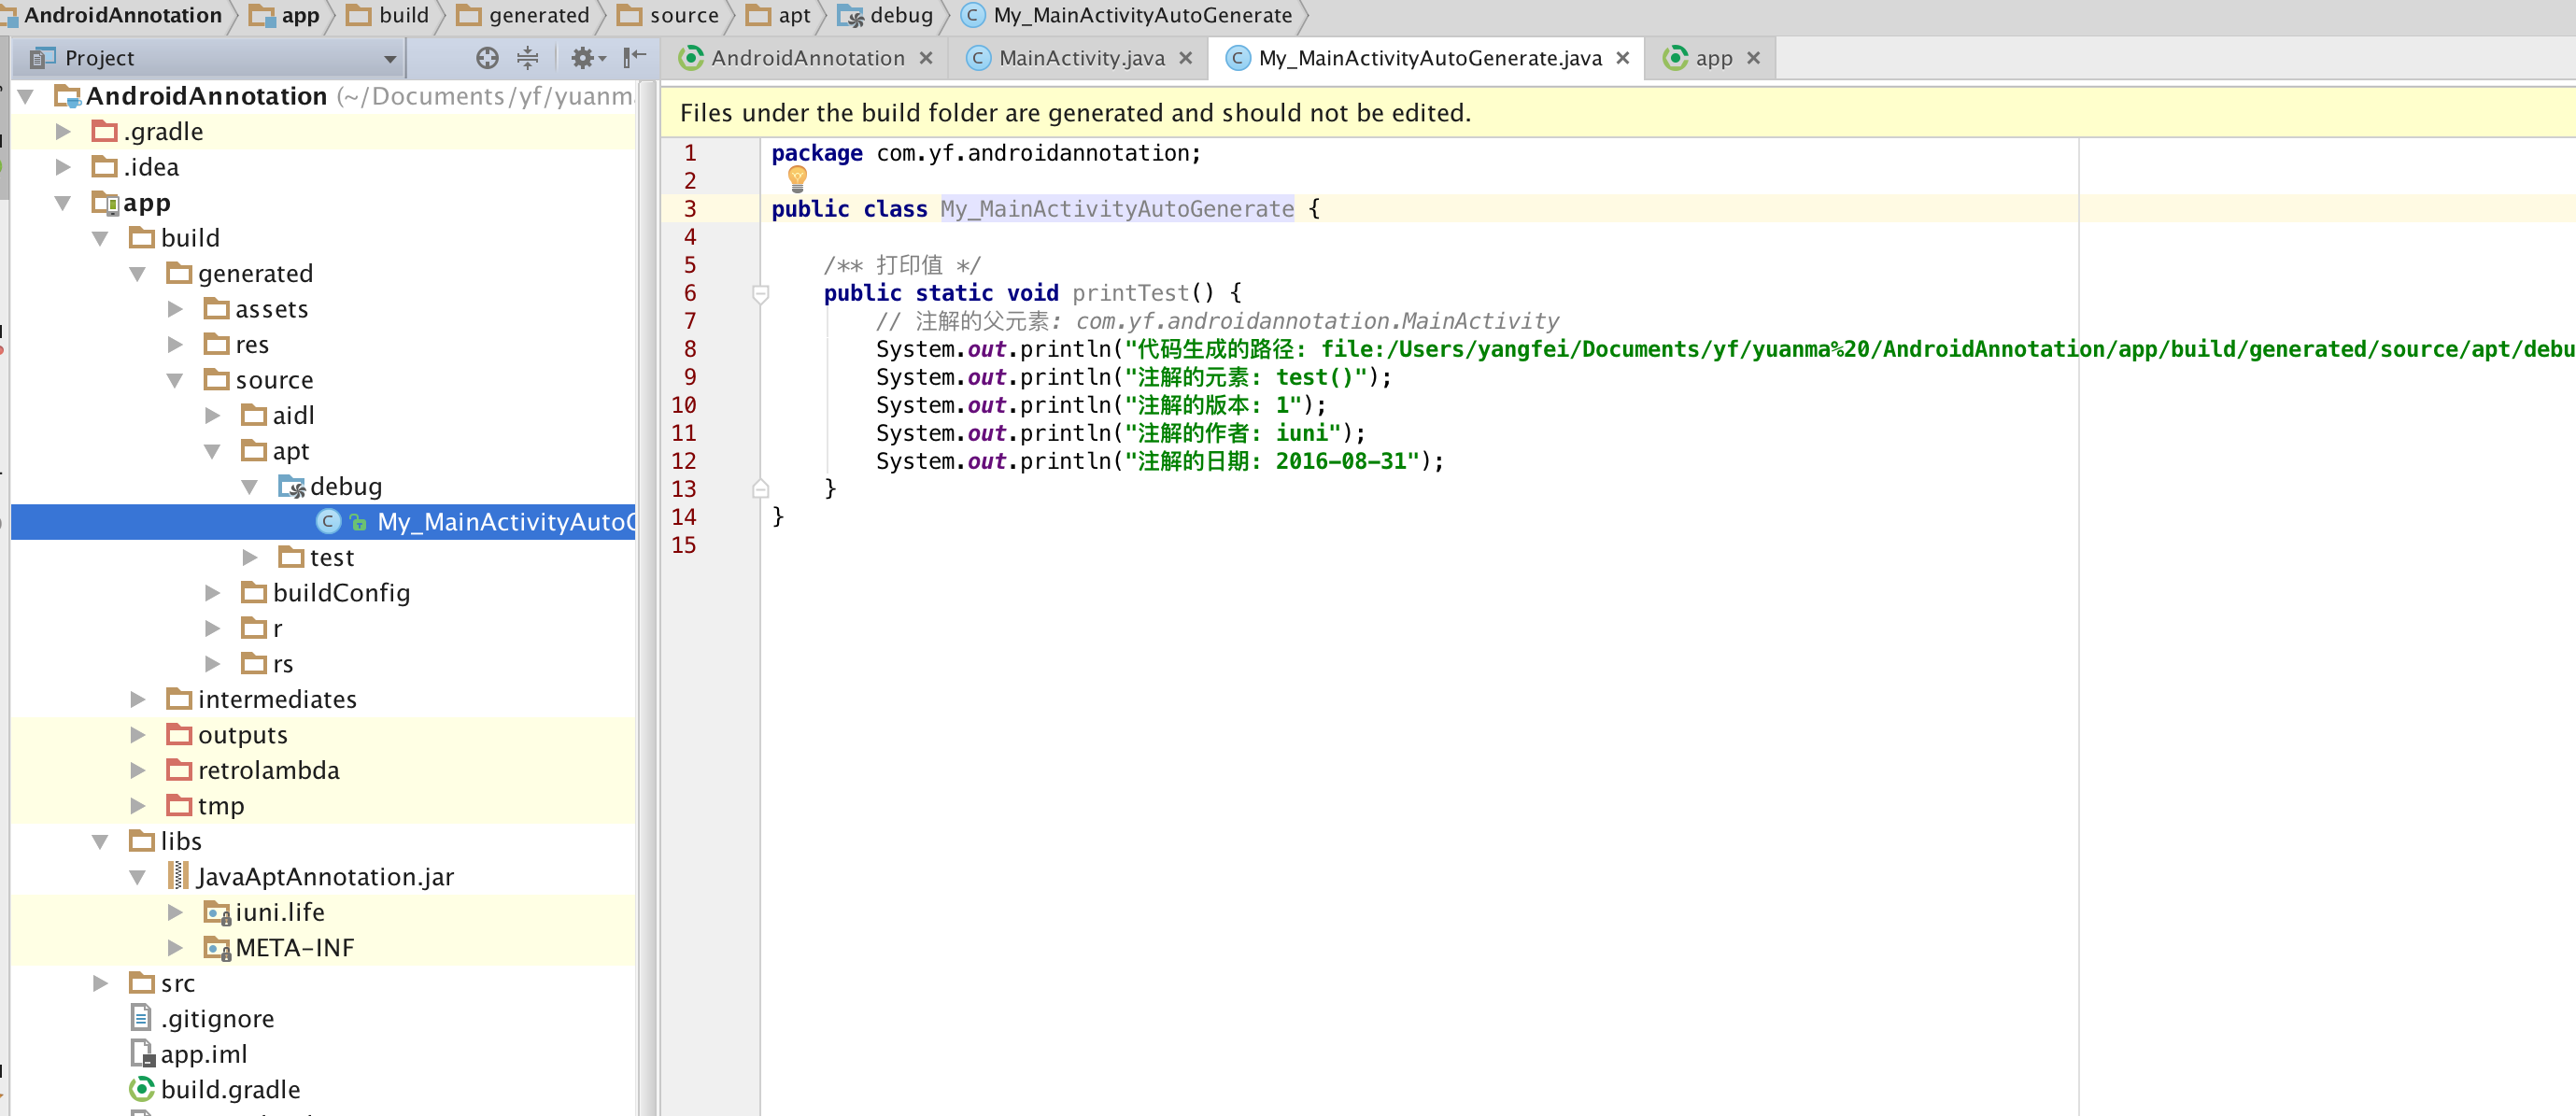 AndroidAnnotation app build generated source apt debug My_MainActivityAutoGenerate
Project
AndroidAnnotation MainActivity.java My_MainActivityAutoGenerate.java app
AndroidAnnotation (~/Documents/yf/yuanm
.gradle
.idea
app
build
generated
assets
res
source
aidl
apt
debug
My_MainActivityAuto
test
buildConfig
r
rs
intermediates
outputs
retrolambda
tmp
libs
JavaAptAnnotation.jar
iuni.life
META-INF
src
.gitignore
app.iml
build.gradle
Files under the build folder are generated and should not be edited.
1 package com.yf.androidannotation;
2
3 public class My_MainActivityAutoGenerate {
4
5 /** 打印值 */
6 public static void printTest() {
7 // 注解的父元素: com.yf.androidannotation.MainActivity
8 System.out.println("代码生成的路径: file:/Users/yangfei/Documents/yf/yuanma%20/AndroidAnnotation/app/build/generated/source/apt/debu
9 System.out.println("注解的元素: test()");
10 System.out.println("注解的版本: 1");
11 System.out.println("注解的作者: iuni");
12 System.out.println("注解的日期: 2016-08-31");
13 }
14 }
15